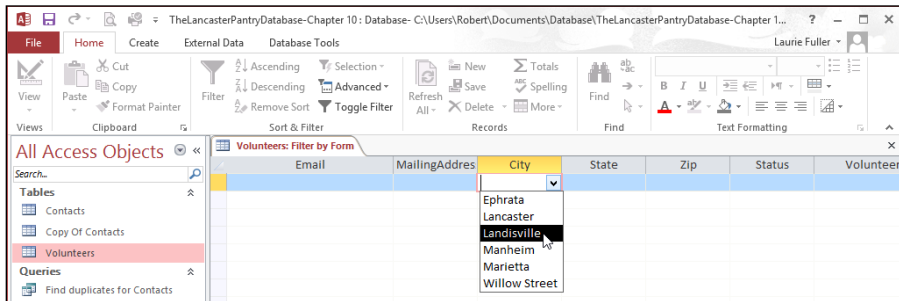 TheLancasterPantryDatabase-Chapter 10 : Database- C:\Users\Robert\Documents\Database\TheLancasterPantryDatabase-Chapter 1... ?
File Home Create External Data Database Tools Laurie Fuller
Cut Ascending Selection New Totals ab
Copy Descending Advanced Save ABC Spelling ac
View Paste Format Painter Filter Remove Sort Toggle Filter Refresh All Delete More Find B I U A
Views Clipboard Sort & Filter Records Find Text Formatting
All Access Objects Volunteers: Filter by Form
Search... Email MailingAddres City State Zip Status Volunteer
Tables
Contacts Ephrata
Copy Of Contacts Lancaster
Volunteers Landisville
Queries Manheim
Find duplicates for Contacts Marietta
Willow Street